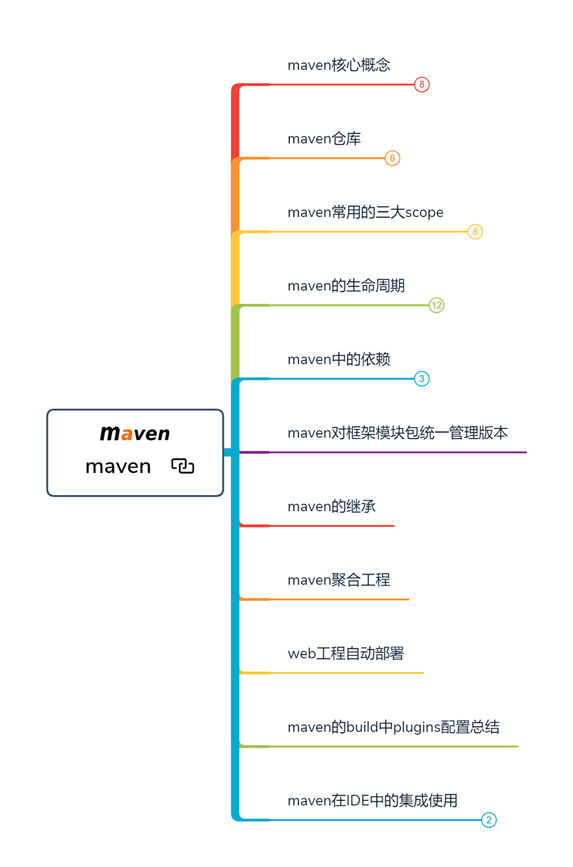 maven核心概念
8
maven仓库
6
maven常用的三大scope
8
maven的生命周期
12
maven中的依赖
3
maven
maven
maven对框架模块包统一管理版本
maven的继承
maven聚合工程
web工程自动部署
maven的build中plugins配置总结
maven在IDE中的集成使用
2